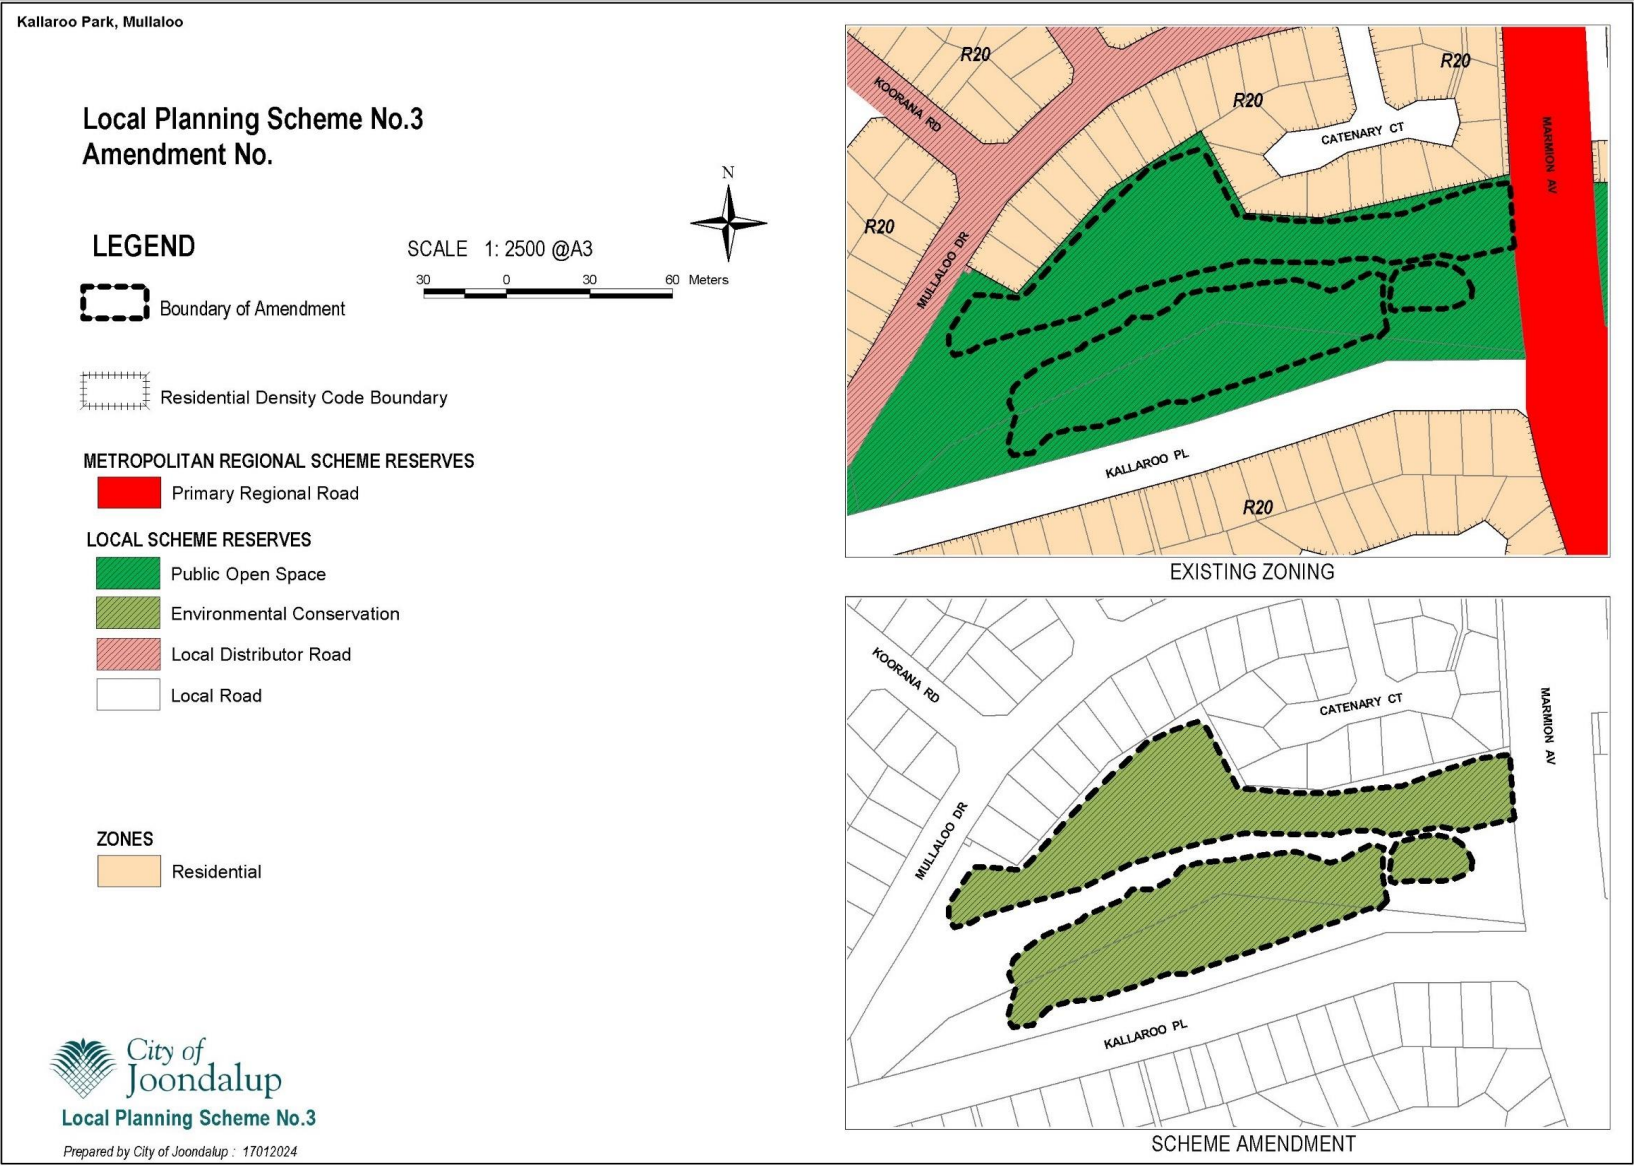 Kallaroo Park, Mullaloo
Local Planning Scheme No.3
Amendment No.
N
LEGEND
SCALE 1: 2500 @A3
30 0 30 60 Meters
Boundary of Amendment
Residential Density Code Boundary
METROPOLITAN REGIONAL SCHEME RESERVES
Primary Regional Road
LOCAL SCHEME RESERVES
Public Open Space
Environmental Conservation
Local Distributor Road
Local Road
ZONES
Residential
City of
Joondalup
Local Planning Scheme No.3
Prepared by City of Joondalup : 17012024
R20
R20
R20
KOORANA RD
CATENARY CT
MARMION AV
R20
MULLALOO DR
KALLAROO PL
R20
EXISTING ZONING
KOORANA RD
CATENARY CT
MARMION AV
MULLALOO DR
KALLAROO PL
SCHEME AMENDMENT